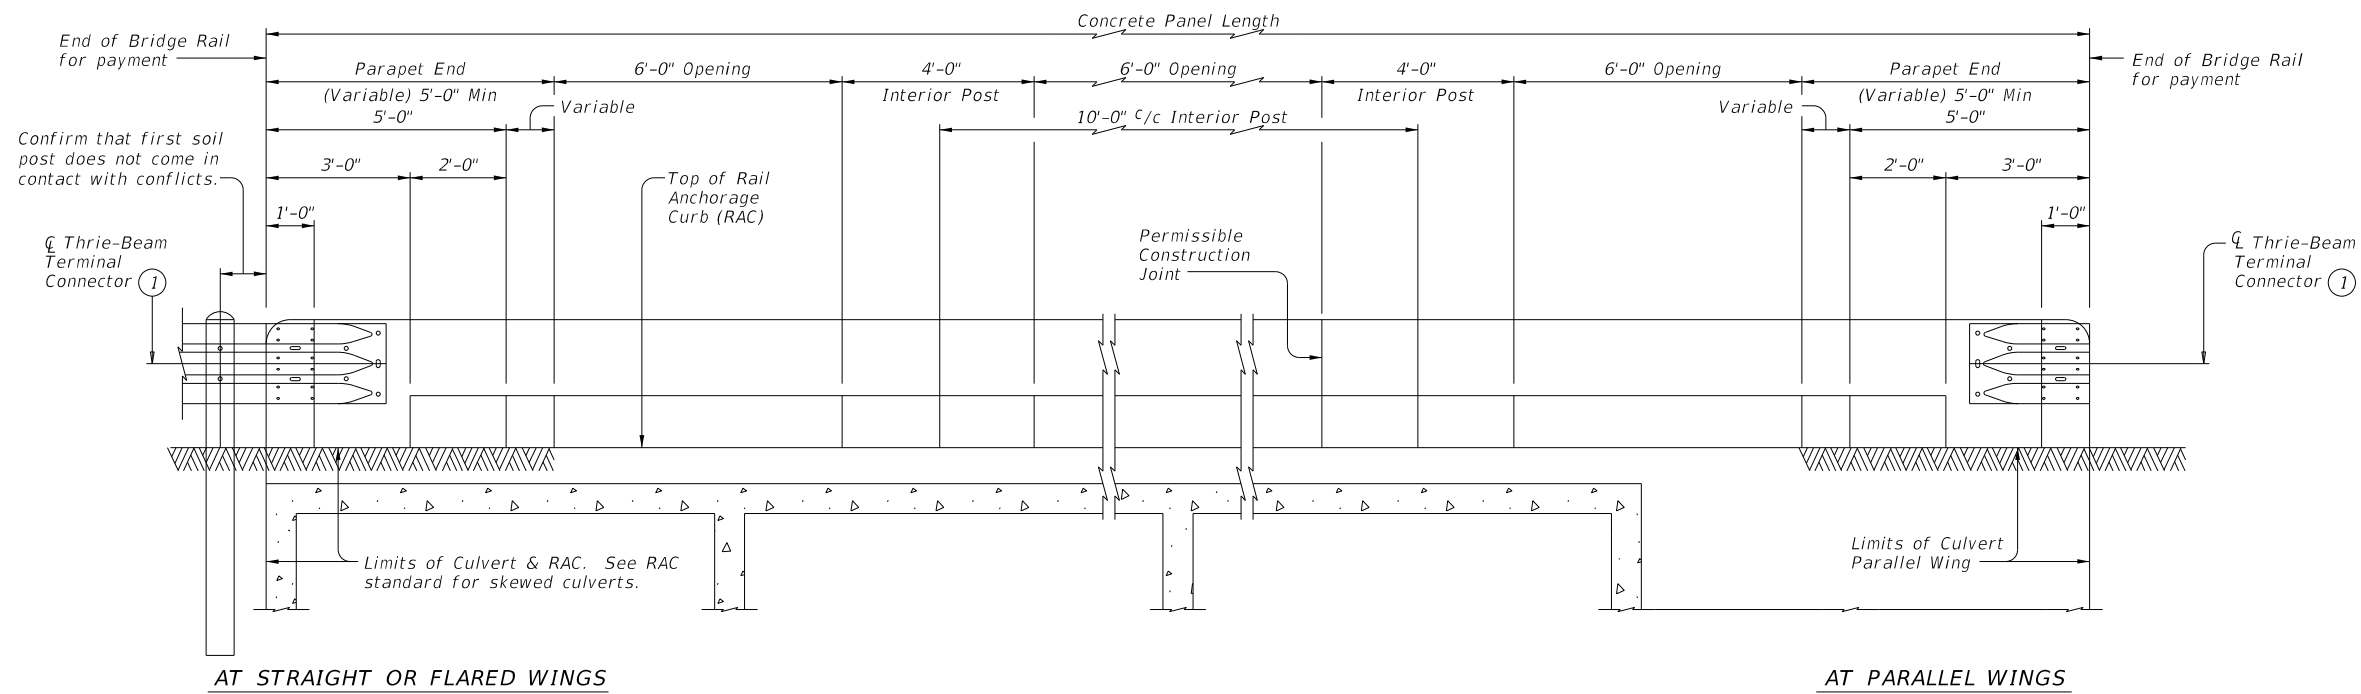 Concrete Panel Length
End of Bridge Rail
for payment
End of Bridge Rail
for payment
Parapet End
(Variable) 5'-0" Min
6'-0" Opening
4'-0"
Interior Post
6'-0" Opening
4'-0"
Interior Post
6'-0" Opening
Parapet End
(Variable) 5'-0" Min
5'-0"
Variable
10'-0" c/c Interior Post
Variable
5'-0"
Confirm that first soil
post does not come in
contact with conflicts.
3'-0"
2'-0"
2'-0"
3'-0"
1'-0"
1'-0"
Top of Rail
Anchorage
Curb (RAC)
Permissible
Construction
Joint
℄ Thrie-Beam
Terminal
Connector 1
℄ Thrie-Beam
Terminal
Connector 1
Limits of Culvert & RAC. See RAC
standard for skewed culverts.
Limits of Culvert
Parallel Wing
AT STRAIGHT OR FLARED WINGS
AT PARALLEL WINGS